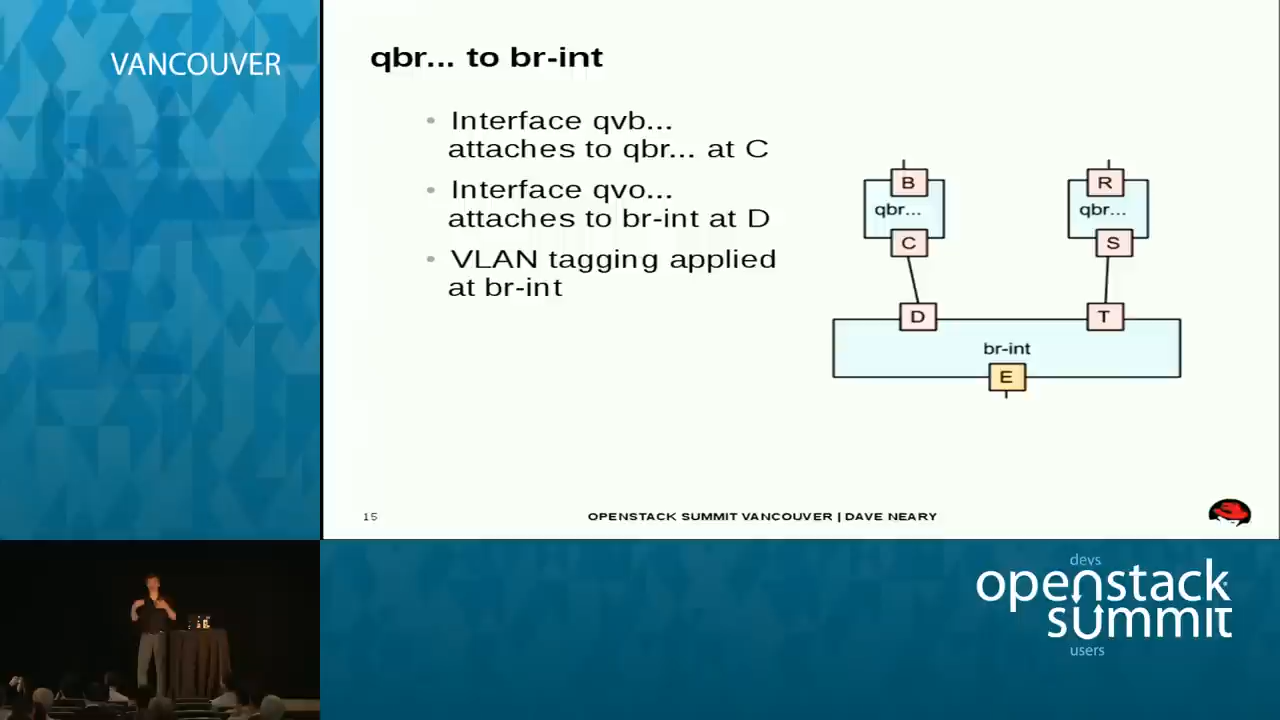 VANCOUVER
qbr... to br-int
• Interface qvb...
attaches to qbr... at C
• Interface qvo...
attaches to br-int at D
• VLAN tagging applied
at br-int
B
R
qbr...
qbr...
C
S
D
T
br-int
E
15
OPENSTACK SUMMIT VANCOUVER | DAVE NEARY
devs
openstack
summit
users